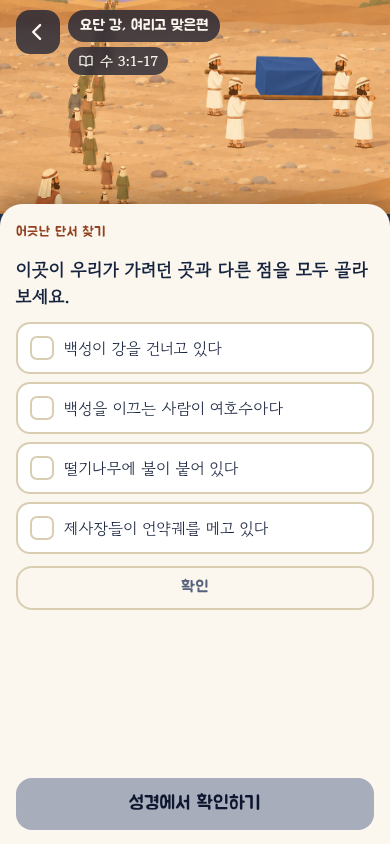 요단 강, 여리고 맞은편
수 3:1-17
어긋난 단서 찾기
이곳이 우리가 가려던 곳과 다른 점을 모두 골라
보세요.
백성이 강을 건너고 있다
백성을 이끄는 사람이 여호수아다
떨기나무에 불이 붙어 있다
제사장들이 언약궤를 메고 있다
확인
성경에서 확인하기